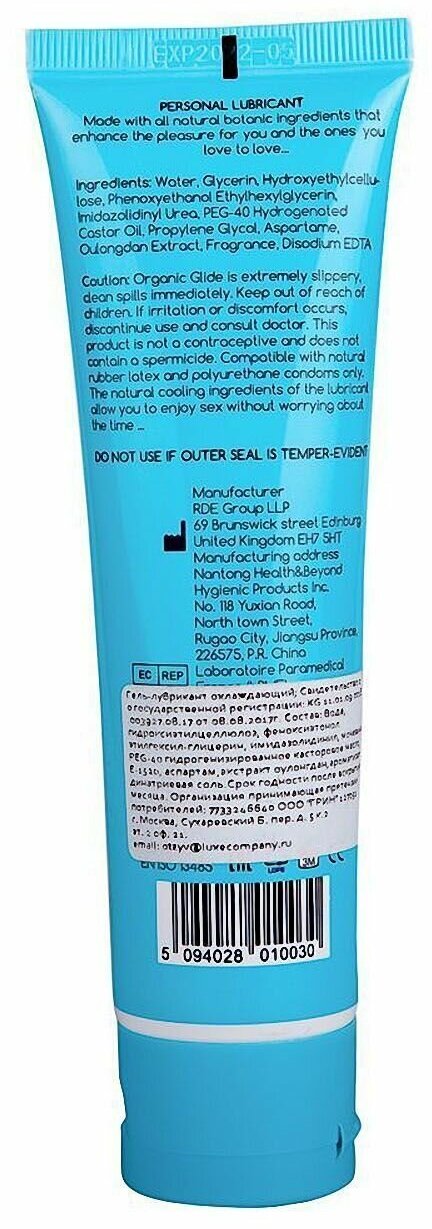 EXP2022-05
PERSONAL LUBRICANT
Made with all natural botanic ingredients that
enhance the pleasure for you and the ones you
love to love...
Ingredients: Water, Glycerin, Hydroxyethylcellu-
lose, Phenoxyethanol Ethylhexylglycerin,
Imidazolidinyl Urea, PEG-40 Hydrogenated
Castor Oil, Propylene Glycol, Aspartame,
Oulongdan Extract, Fragrance, Disodium EDTA
Caution: Organic Glide is extremely slippery,
clean spills immediately. Keep out of reach of
children. If irritation or discomfort occurs,
discontinue use and consult doctor. This
product is not a contraceptive and does not
contain a spermicide. Compatible with natural
rubber latex and polyurethane condoms only.
The natural cooling ingredients of the lubricant
allow you to enjoy sex without worrying about
the time ...
DO NOT USE IF OUTER SEAL IS TEMPER-EVIDENT
Manufacturer
RDE Group LLP
69 Brunswick street Edinburg
United Kingdom EH7 5HT
Manufacturing address
Nantong Health&Beyond
Hygienic Products Inc.
No. 118 Yuxian Road,
North town Street,
Rugao City, Jiangsu Province,
226575, P.R. China
EC REP Laboratoire Paramedical
Гель-лубрикант охлаждающий; Свидетельство
о государственной регистрации: KG
003927.08.17 от 08.08.2017г. Состав: Вода,
гидроксиэтилцеллюлоз, феноксиэтанол
этилгексил-глицерин, имидазолидинил,
PEG-40 гидрогенизированное касторовое
E-1520, аспартам, экстракт оулонгдан,
динатриевая соль. Срок годности после
месяца. Организация принимающая
потребителей: 7733246640 ООО "ГРИН"
г.Москва, Сухаревский Б. пер. Д. 5 к.2
эт. 2 оф. 21.
email: otzyv@luxecompany.ru
EN ISO 13485 EAC 3M CE
5 094028 010030